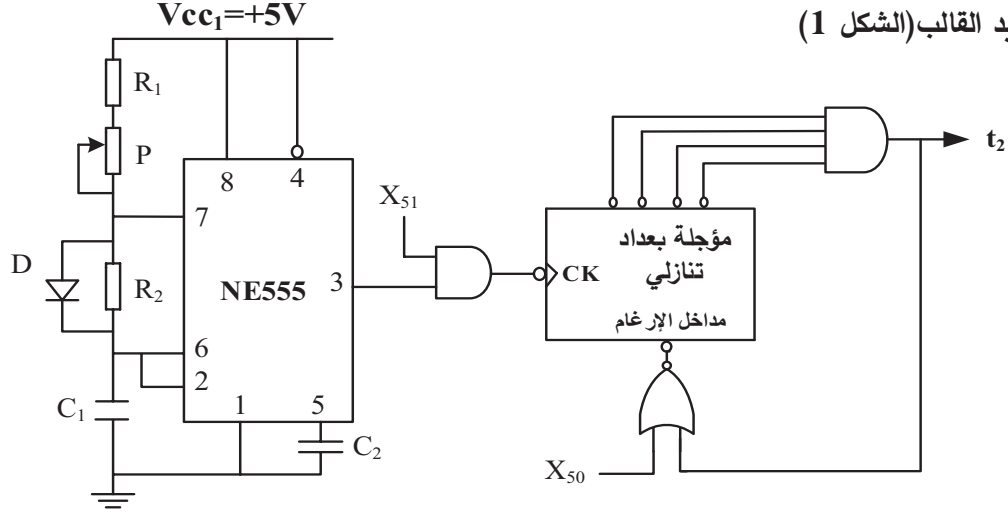 Vcc₁=+5V
القالب(الشكل 1)
R₁
P
8
4
7
D
R₂
NE555
3
6
2
C₁
1
5
C₂
X₅₁
CK
مؤجلة بعداد
تنازلي
مداخل الإرغام
t₂
X₅₀